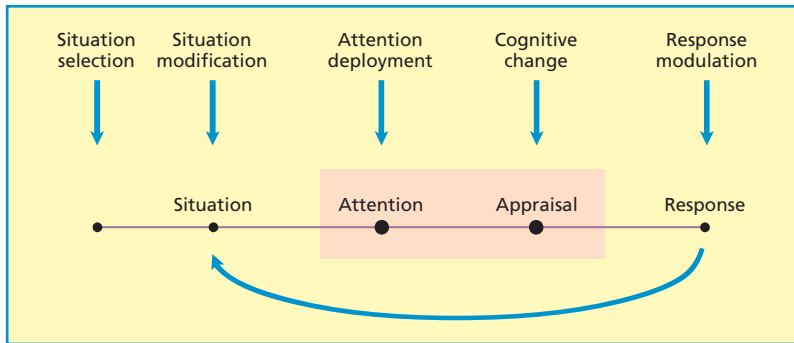 Situation
selection
Situation
modification
Attention
deployment
Cognitive
change
Response
modulation
Situation
Attention
Appraisal
Response